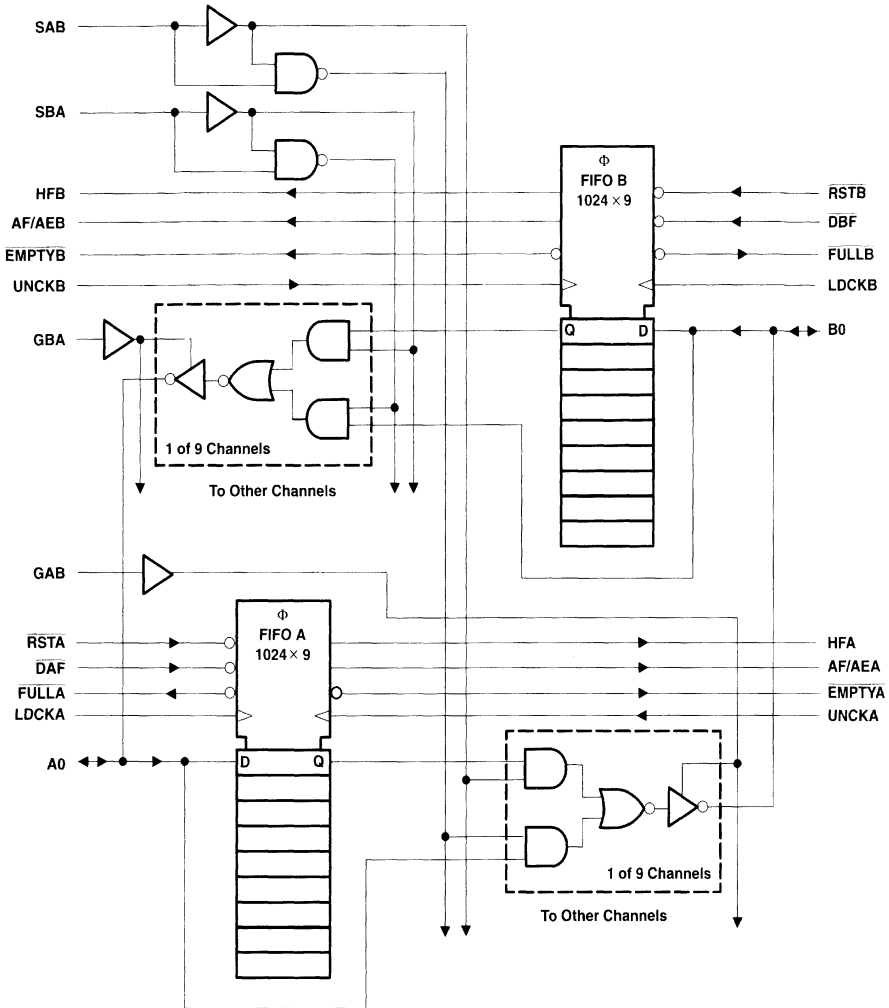 SAB
SBA
Φ
FIFO B
1024 × 9
HFB
RSTB
AF/AEB
DBF
EMPTYB
FULLB
UNCKB
LDCKB
GBA
Q D
B0
1 of 9 Channels
To Other Channels
GAB
Φ
FIFO A
1024 × 9
RSTA
HFA
DAF
AF/AEA
FULLA
EMPTYA
LDCKA
UNCKA
A0
D Q
1 of 9 Channels
To Other Channels